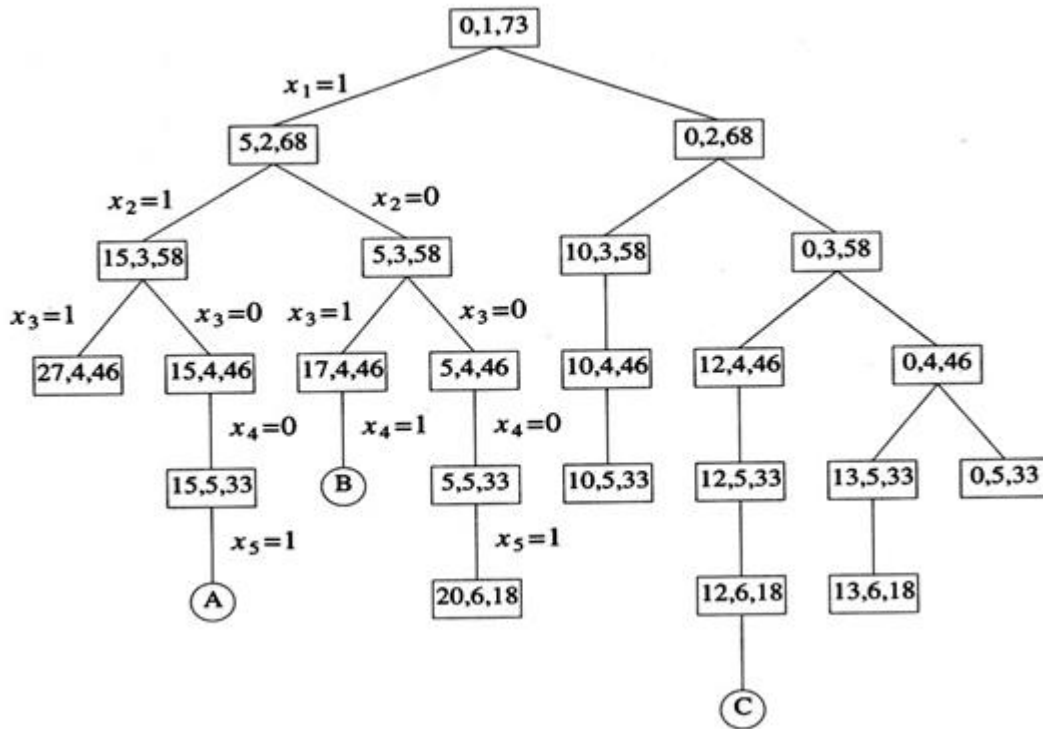 0,1,73
x₁=1
5,2,68 0,2,68
x₂=1 x₂=0
15,3,58 5,3,58 10,3,58 0,3,58
x₃=1 x₃=0 x₃=1 x₃=0
27,4,46 15,4,46 17,4,46 5,4,46 10,4,46 12,4,46 0,4,46
x₄=0 x₄=1 x₄=0
15,5,33 B 5,5,33 10,5,33 12,5,33 13,5,33 0,5,33
x₅=1 x₅=1
A 20,6,18 12,6,18 13,6,18
C